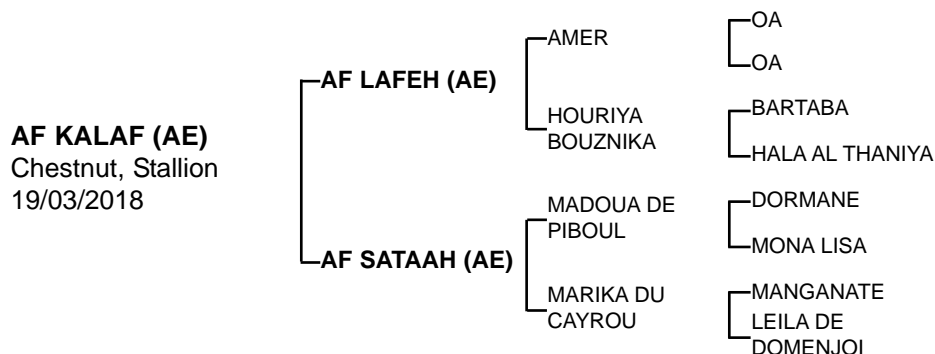 AF KALAF (AE)
Chestnut, Stallion
19/03/2018
AF LAFEH (AE)
AF SATAAH (AE)
AMER
HOURIYA
BOUZNIKA
MADOUA DE
PIBOUL
MARIKA DU
CAYROU
OA
OA
BARTABA
HALA AL THANIYA
DORMANE
MONA LISA
MANGANATE
LEILA DE
DOMENJOI